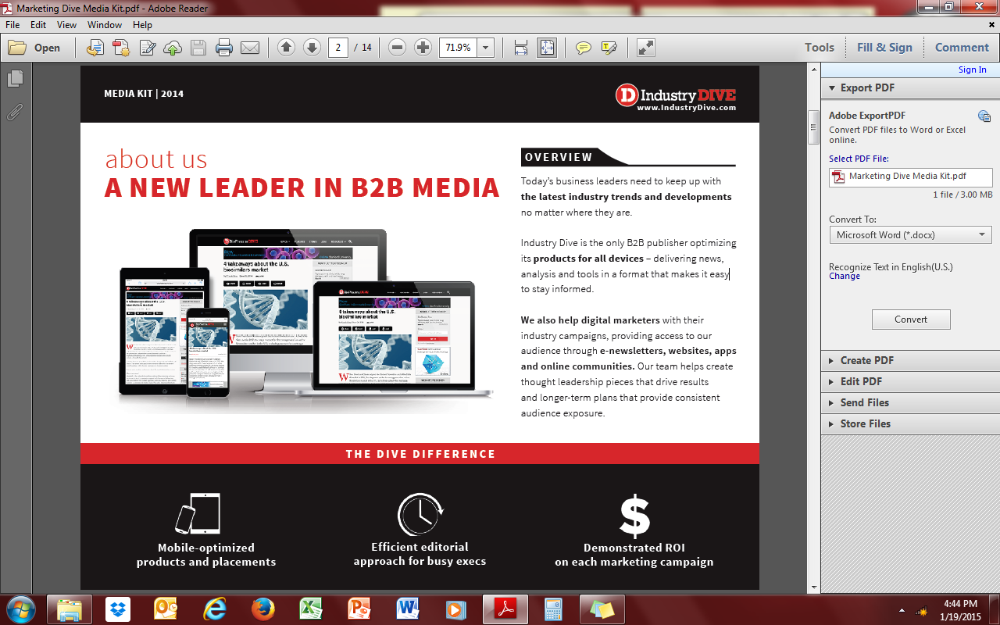 Marketing Dive Media Kit.pdf - Adobe Reader
File Edit View Window Help
Open 2 / 14 71.9% Tools Fill & Sign Comment
Sign In
MEDIA KIT | 2014
D Industry DIVE
www.IndustryDive.com
about us
A NEW LEADER IN B2B MEDIA
4 takeaways about the U.S.
biosimilars market
4 takeaways about the U.S.
biosimilars market
OVERVIEW
Today's business leaders need to keep up with
the latest industry trends and developments
no matter where they are.
Industry Dive is the only B2B publisher optimizing
its products for all devices – delivering news,
analysis and tools in a format that makes it easy
to stay informed.
We also help digital marketers with their
industry campaigns, providing access to our
audience through e-newsletters, websites, apps
and online communities. Our team helps create
thought leadership pieces that drive results
and longer-term plans that provide consistent
audience exposure.
THE DIVE DIFFERENCE
Mobile-optimized
products and placements
Efficient editorial
approach for busy execs
$
Demonstrated ROI
on each marketing campaign
Export PDF
Adobe ExportPDF
Convert PDF files to Word or Excel
online.
Select PDF File:
Marketing Dive Media Kit.pdf
1 file / 3.00 MB
Convert To:
Microsoft Word (*.docx)
Recognize Text in English(U.S.)
Change
Convert
Create PDF
Edit PDF
Send Files
Store Files
4:44 PM
1/19/2015